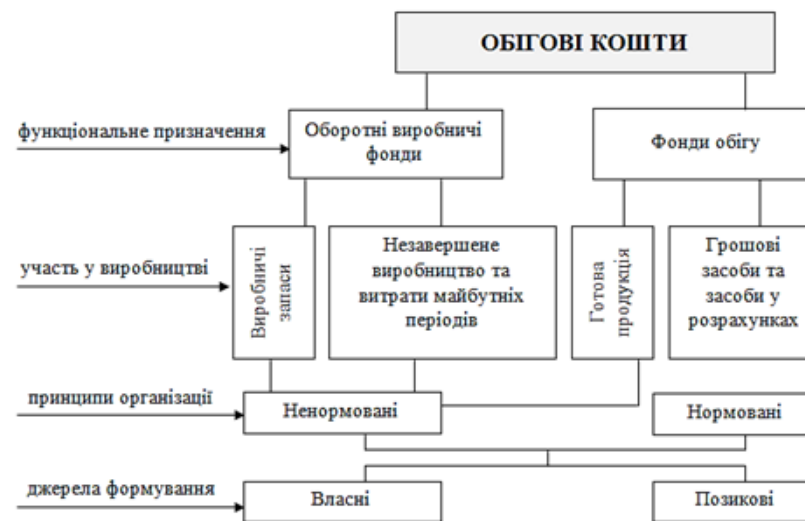 ОБІГОВІ КОШТИ
функціональне призначення
Оборотні виробничі
фонди
Фонди обігу
участь у виробництві
Виробничі
запаси
Незавершене
виробництво та
витрати майбутніх
періодів
Готова
продукція
Грошові
засоби та
засоби у
розрахунках
принципи організації
Ненормовані
Нормовані
джерела формування
Власні
Позикові